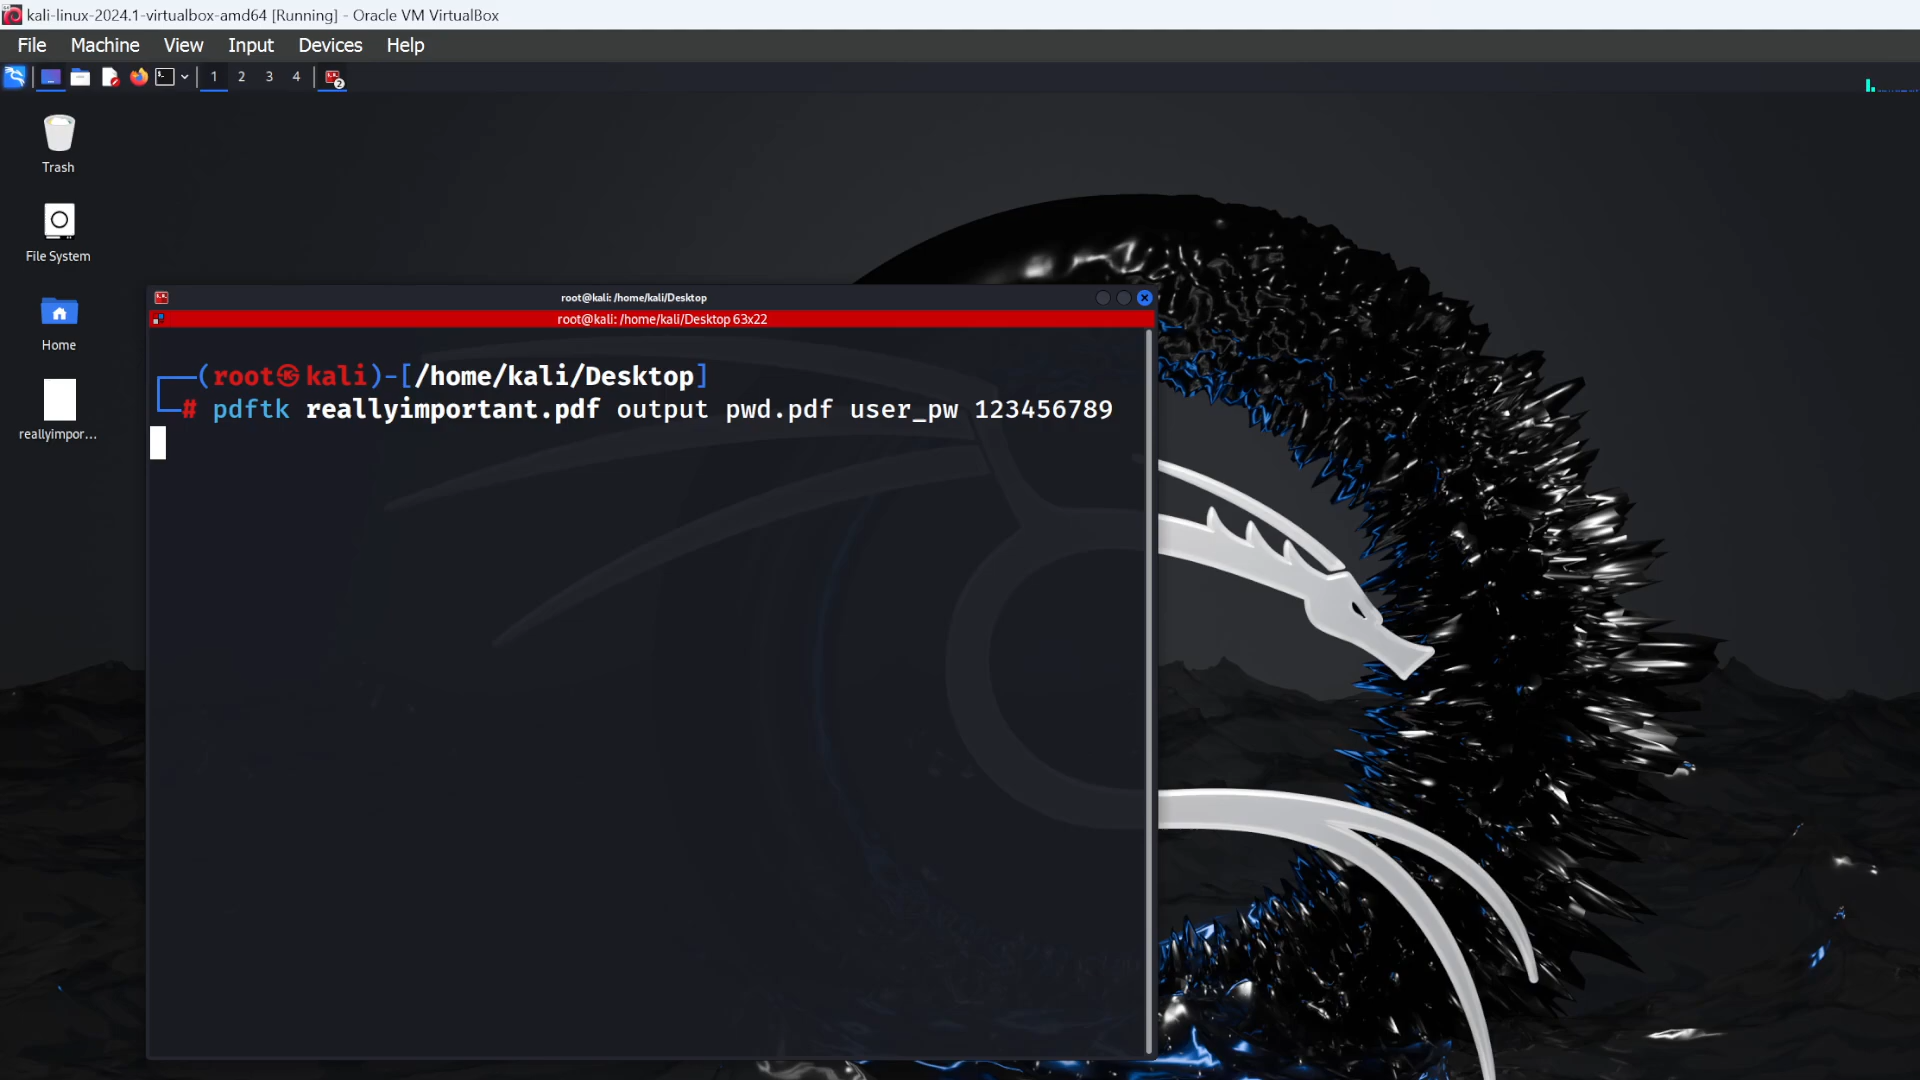 kali-linux-2024.1-virtualbox-amd64 [Running] - Oracle VM VirtualBox
File Machine View Input Devices Help
1 2 3 4 2
Trash
File System
Home
reallyimpor...
root@kali: /home/kali/Desktop
root@kali: /home/kali/Desktop 63x22
(root㉿kali)-[/home/kali/Desktop]
# pdftk reallyimportant.pdf output pwd.pdf user_pw 123456789